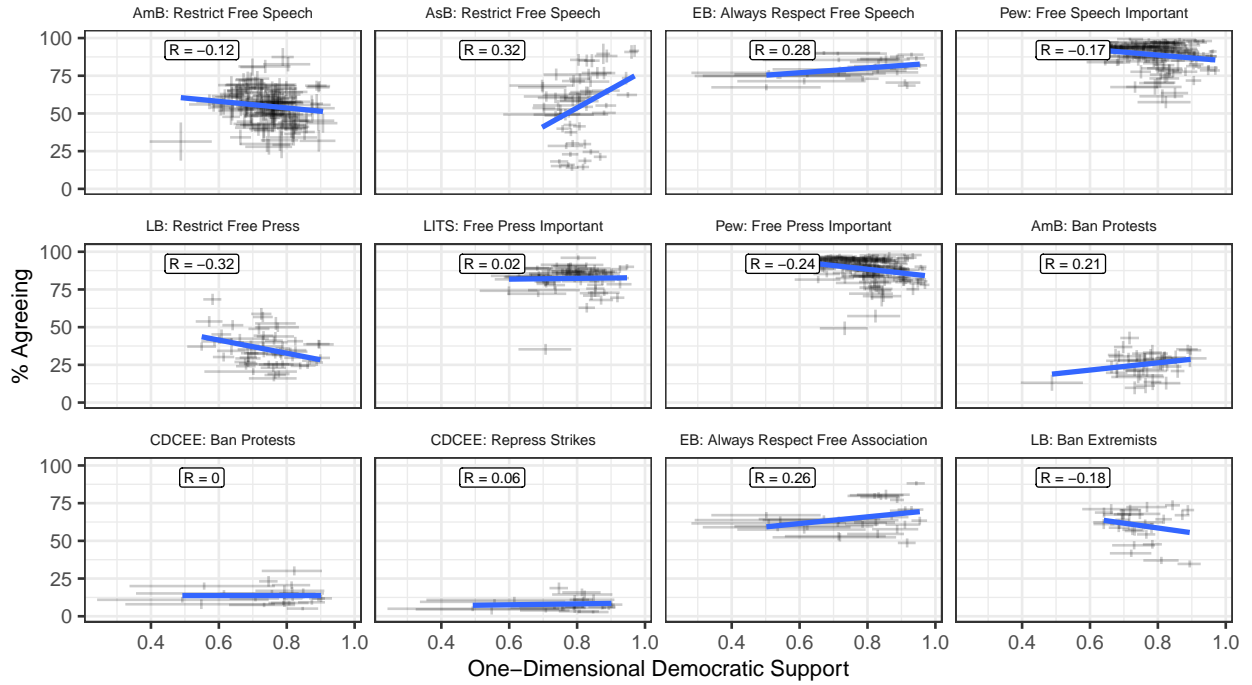 AmB: Restrict Free Speech
AsB: Restrict Free Speech
EB: Always Respect Free Speech
Pew: Free Speech Important
100
75
50
25
0
R = −0.12
R = 0.32
R = 0.28
R = −0.17
LB: Restrict Free Press
LITS: Free Press Important
Pew: Free Press Important
AmB: Ban Protests
100
75
50
25
0
R = −0.32
R = 0.02
R = −0.24
R = 0.21
% Agreeing
CDCEE: Ban Protests
CDCEE: Repress Strikes
EB: Always Respect Free Association
LB: Ban Extremists
100
75
50
25
0
R = 0
R = 0.06
R = 0.26
R = −0.18
0.4 0.6 0.8 1.0
0.4 0.6 0.8 1.0
0.4 0.6 0.8 1.0
0.4 0.6 0.8 1.0
One−Dimensional Democratic Support